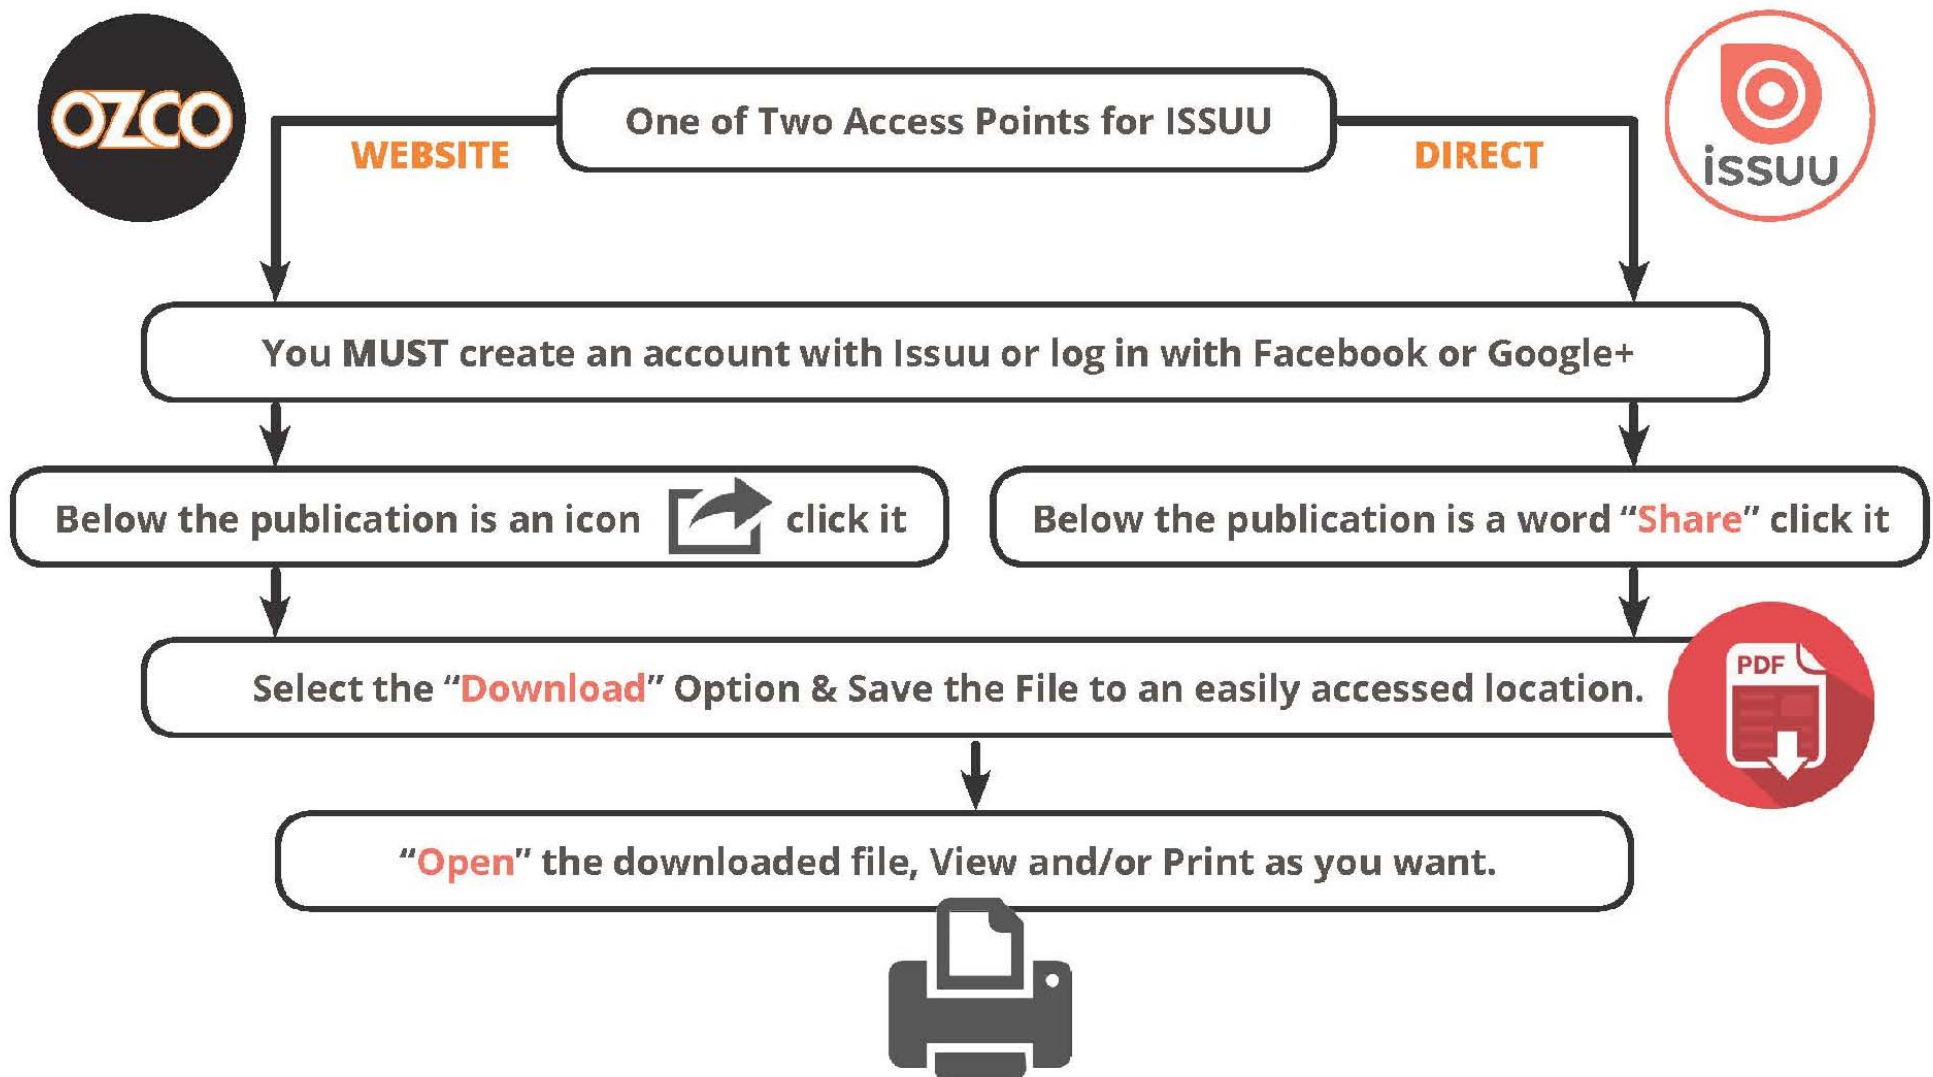 OZCO
One of Two Access Points for ISSUU
issuu
WEBSITE
DIRECT
You MUST create an account with Issuu or log in with Facebook or Google+
Below the publication is an icon click it
Below the publication is a word “Share” click it
Select the “Download” Option & Save the File to an easily accessed location.
PDF
“Open” the downloaded file, View and/or Print as you want.